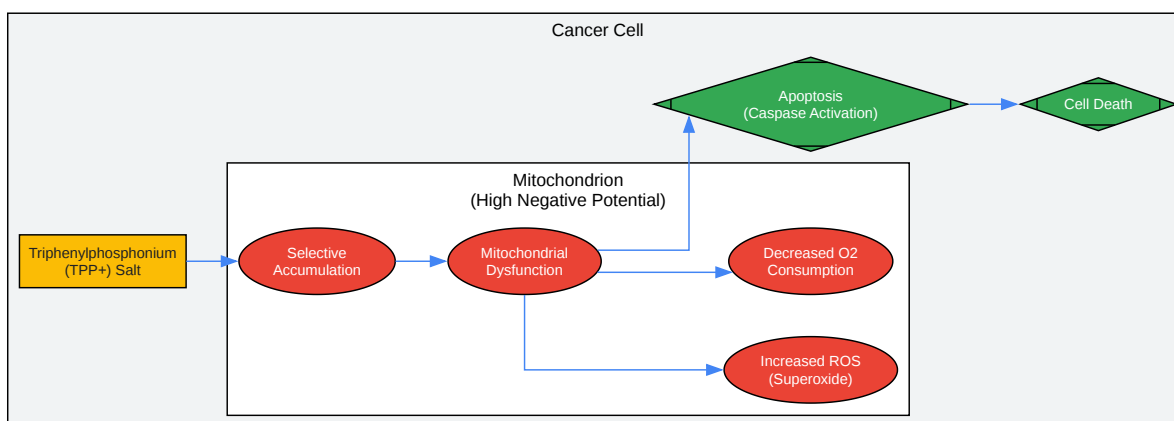 Cancer Cell
Apoptosis
(Caspase Activation)
Cell Death
Mitochondrion
(High Negative Potential)
Triphenylphosphonium
(TPP+) Salt
Selective
Accumulation
Mitochondrial
Dysfunction
Decreased O2
Consumption
Increased ROS
(Superoxide)